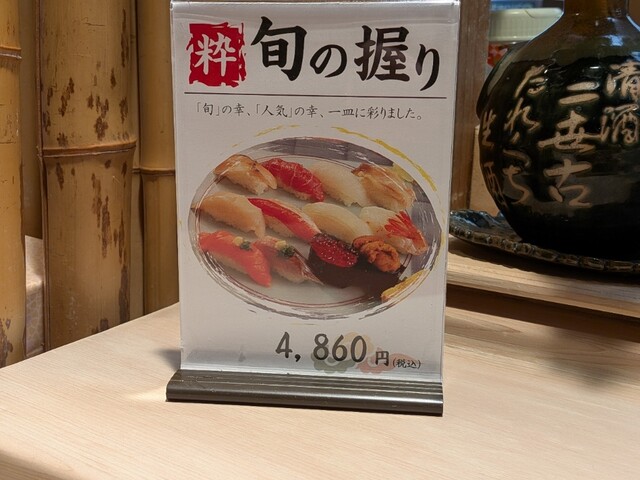 粋 旬の握り
「旬」の幸、「人気」の幸、一皿に彩りました。
4,860円(税込)
清酒
二世古